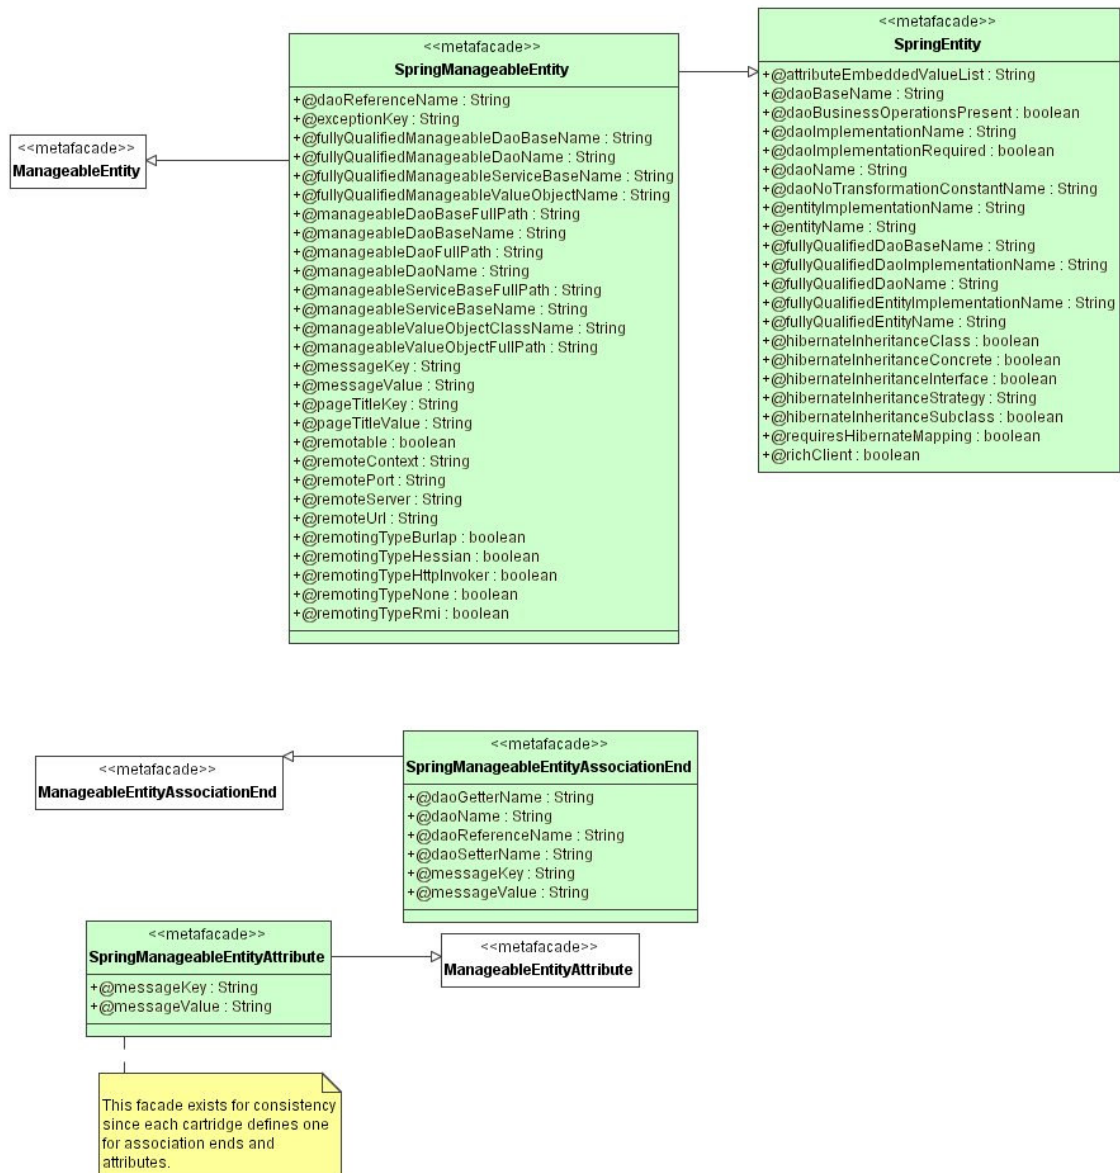 <<metafacade>>
SpringManageableEntity
+@daoReferenceName : String
+@exceptionKey : String
+@fullyQualifiedManageableDaoBaseName : String
+@fullyQualifiedManageableDaoName : String
+@fullyQualifiedManageableServiceBaseName : String
+@fullyQualifiedManageableValueObjectName : String
+@manageableDaoBaseFullPath : String
+@manageableDaoBaseName : String
+@manageableDaoFullPath : String
+@manageableDaoName : String
+@manageableServiceBaseFullPath : String
+@manageableServiceBaseName : String
+@manageableValueObjectClassName : String
+@manageableValueObjectFullPath : String
+@messageKey : String
+@messageValue : String
+@pageTitleKey : String
+@pageTitleValue : String
+@remotable : boolean
+@remoteContext : String
+@remotePort : String
+@remoteServer : String
+@remoteUrl : String
+@remotingTypeBurlap : boolean
+@remotingTypeHessian : boolean
+@remotingTypeHttpInvoker : boolean
+@remotingTypeNone : boolean
+@remotingTypeRmi : boolean
<<metafacade>>
SpringEntity
+@attributeEmbeddedValueList : String
+@daoBaseName : String
+@daoBusinessOperationsPresent : boolean
+@daoImplementationName : String
+@daoImplementationRequired : boolean
+@daoName : String
+@daoNoTransformationConstantName : String
+@entityImplementationName : String
+@entityName : String
+@fullyQualifiedDaoBaseName : String
+@fullyQualifiedDaoImplementationName : String
+@fullyQualifiedDaoName : String
+@fullyQualifiedEntityImplementationName : String
+@fullyQualifiedEntityName : String
+@hibernateInheritanceClass : boolean
+@hibernateInheritanceConcrete : boolean
+@hibernateInheritanceInterface : boolean
+@hibernateInheritanceStrategy : String
+@hibernateInheritanceSubclass : boolean
+@requiresHibernateMapping : boolean
+@richClient : boolean
<<metafacade>>
ManageableEntity
<<metafacade>>
SpringManageableEntityAssociationEnd
+@daoGetterName : String
+@daoName : String
+@daoReferenceName : String
+@daoSetterName : String
+@messageKey : String
+@messageValue : String
<<metafacade>>
ManageableEntityAssociationEnd
<<metafacade>>
SpringManageableEntityAttribute
+@messageKey : String
+@messageValue : String
<<metafacade>>
ManageableEntityAttribute
This facade exists for consistency
since each cartridge defines one
for association ends and
attributes.